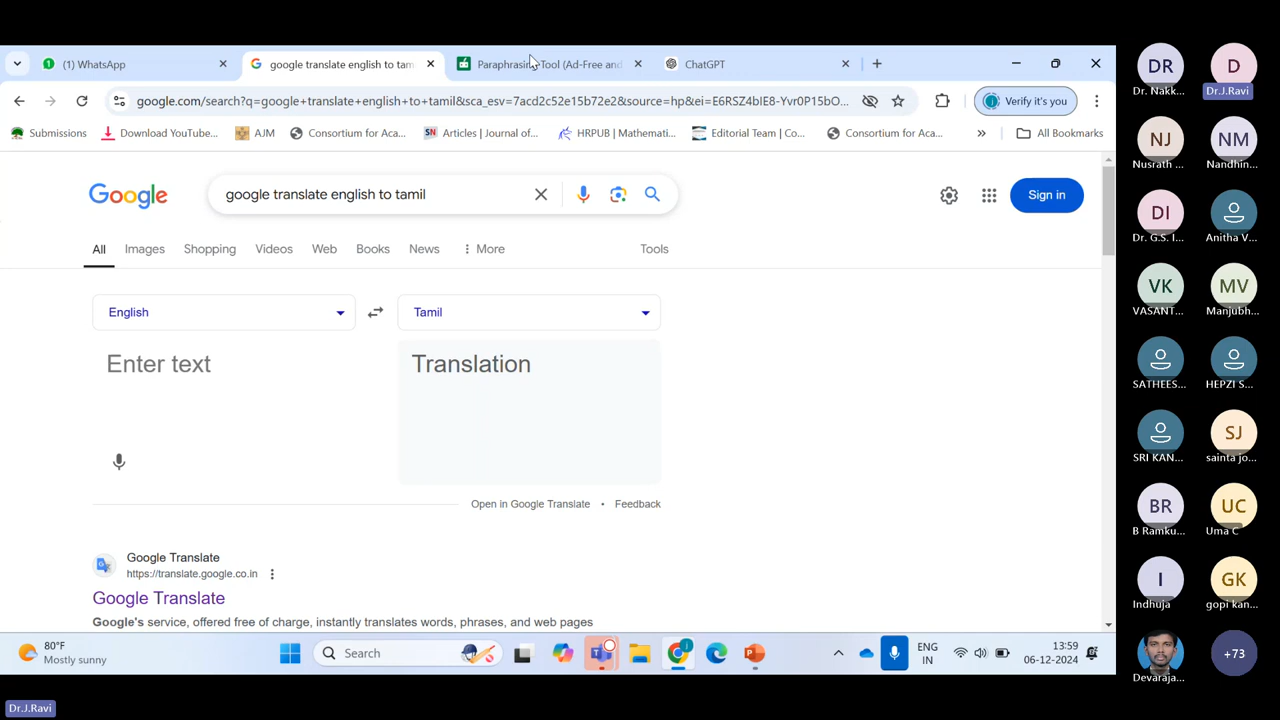 (1) WhatsApp
google translate english to tam
Paraphrasing Tool (Ad-Free and
ChatGPT
google.com/search?q=google+translate+english+to+tamil&sca_esv=7acd2c52e15b72e2&source=hp&ei=E6RSZ4bIE8-Yvr0P15bO...
Verify it's you
Submissions
Download YouTube...
AJM
Consortium for Aca...
SN
Articles | Journal of...
HRPUB | Mathemati...
Editorial Team | Co...
Consortium for Aca...
»
All Bookmarks
Google
google translate english to tamil
Sign in
All
Images
Shopping
Videos
Web
Books
News
More
Tools
English
Tamil
Enter text
Translation
Open in Google Translate • Feedback
Google Translate
https://translate.google.co.in
Google Translate
Google's service, offered free of charge, instantly translates words, phrases, and web pages
80°F
Mostly sunny
Search
ENG
IN
13:59
06-12-2024
DR
Dr. Nakk...
D
Dr.J.Ravi
NJ
Nusrath ...
NM
Nandhin...
DI
Dr. G.S. I...
Anitha V...
VK
VASANT...
MV
Manjubh...
SATHEES...
HEPZI S...
SRI KAN...
SJ
sainta jo...
BR
B Ramku...
UC
Uma C
I
Indhuja
GK
gopi kan...
Devaraja...
+73
Dr.J.Ravi